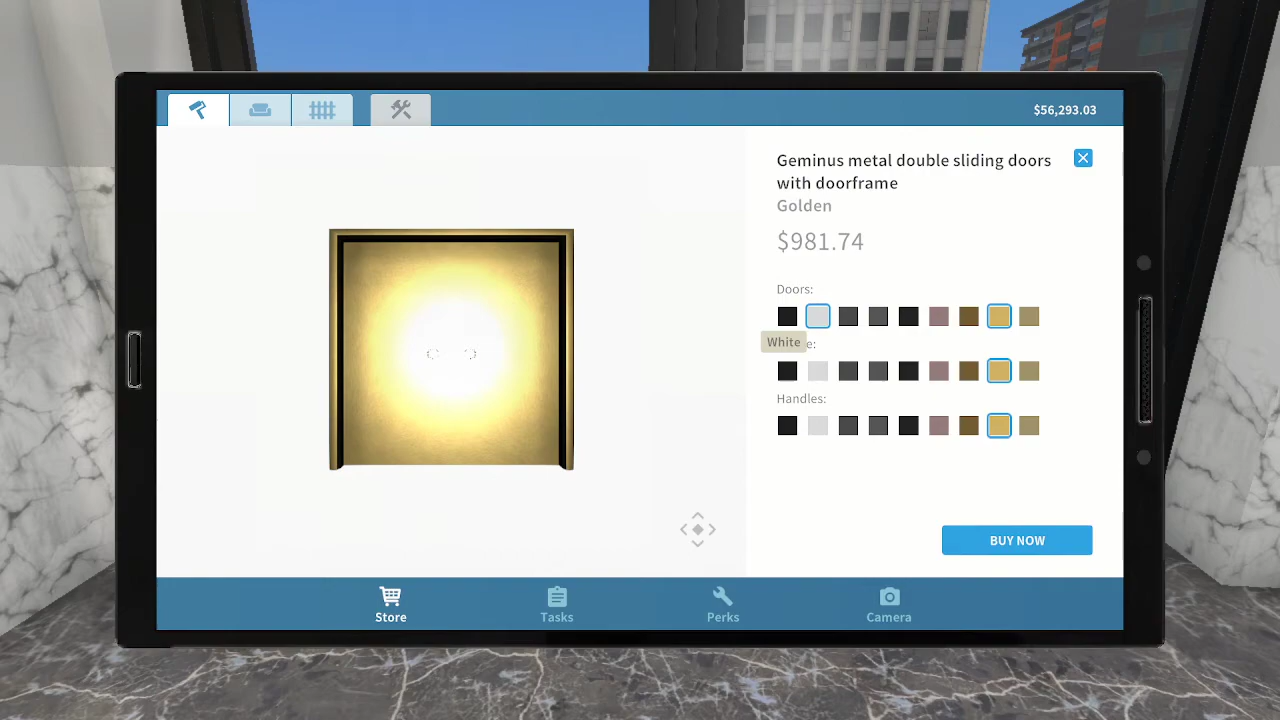 $56,293.03
Geminus metal double sliding doors
with doorframe
Golden
$981.74
Doors:
White
e:
Handles:
BUY NOW
Store
Tasks
Perks
Camera